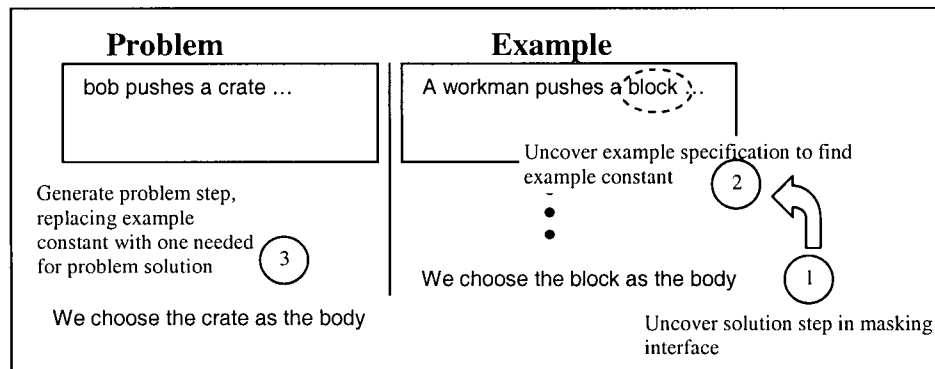 Problem
bob pushes a crate ...
Generate problem step,
replacing example
constant with one needed
for problem solution
3
We choose the crate as the body
Example
A workman pushes a block ...
Uncover example specification to find
example constant
2
We choose the block as the body
1
Uncover solution step in masking
interface